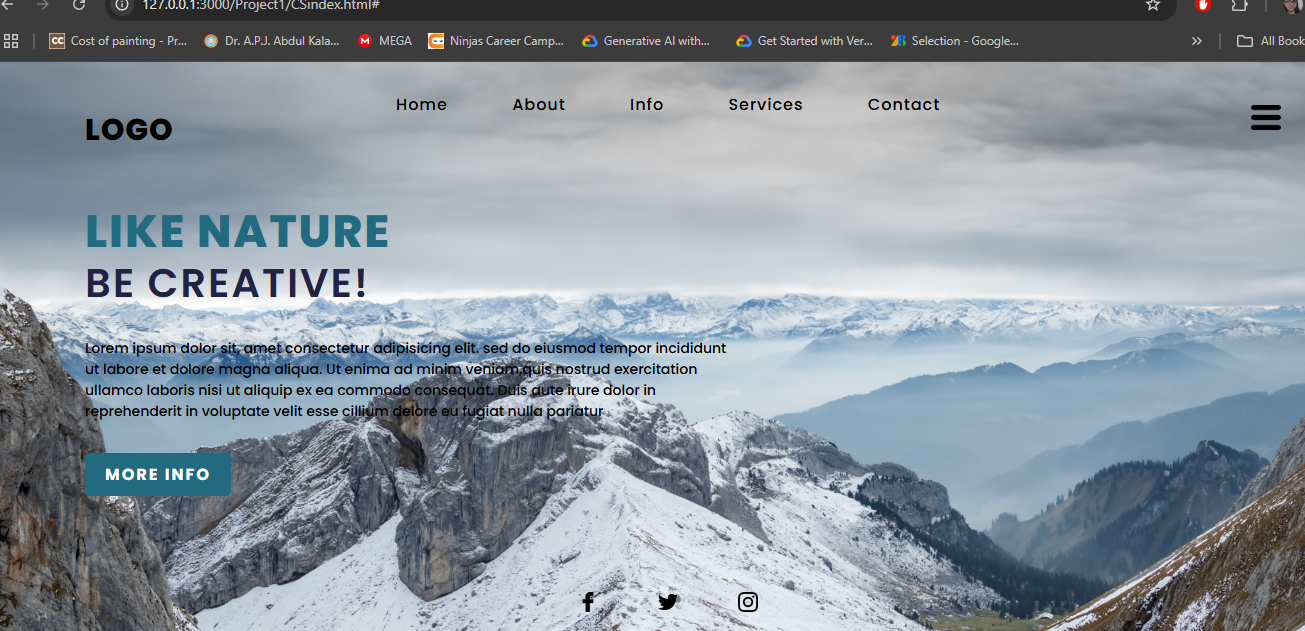 127.0.0.1:3000/Project1/CSindex.html#
Cost of painting - Pr... Dr. A.P.J. Abdul Kala... MEGA Ninjas Career Camp... Generative AI with... Get Started with Ver... Selection - Google... » All Book
Home About Info Services Contact
LOGO
LIKE NATURE
BE CREATIVE!
Lorem ipsum dolor sit, amet consectetur adipisicing elit. sed do eiusmod tempor incididunt
ut labore et dolore magna aliqua. Ut enima ad minim veniam,quis nostrud exercitation
ullamco laboris nisi ut aliquip ex ea commodo consequat. Duis aute irure dolor in
reprehenderit in voluptate velit esse cillium delore eu fugiat nulla pariatur
MORE INFO